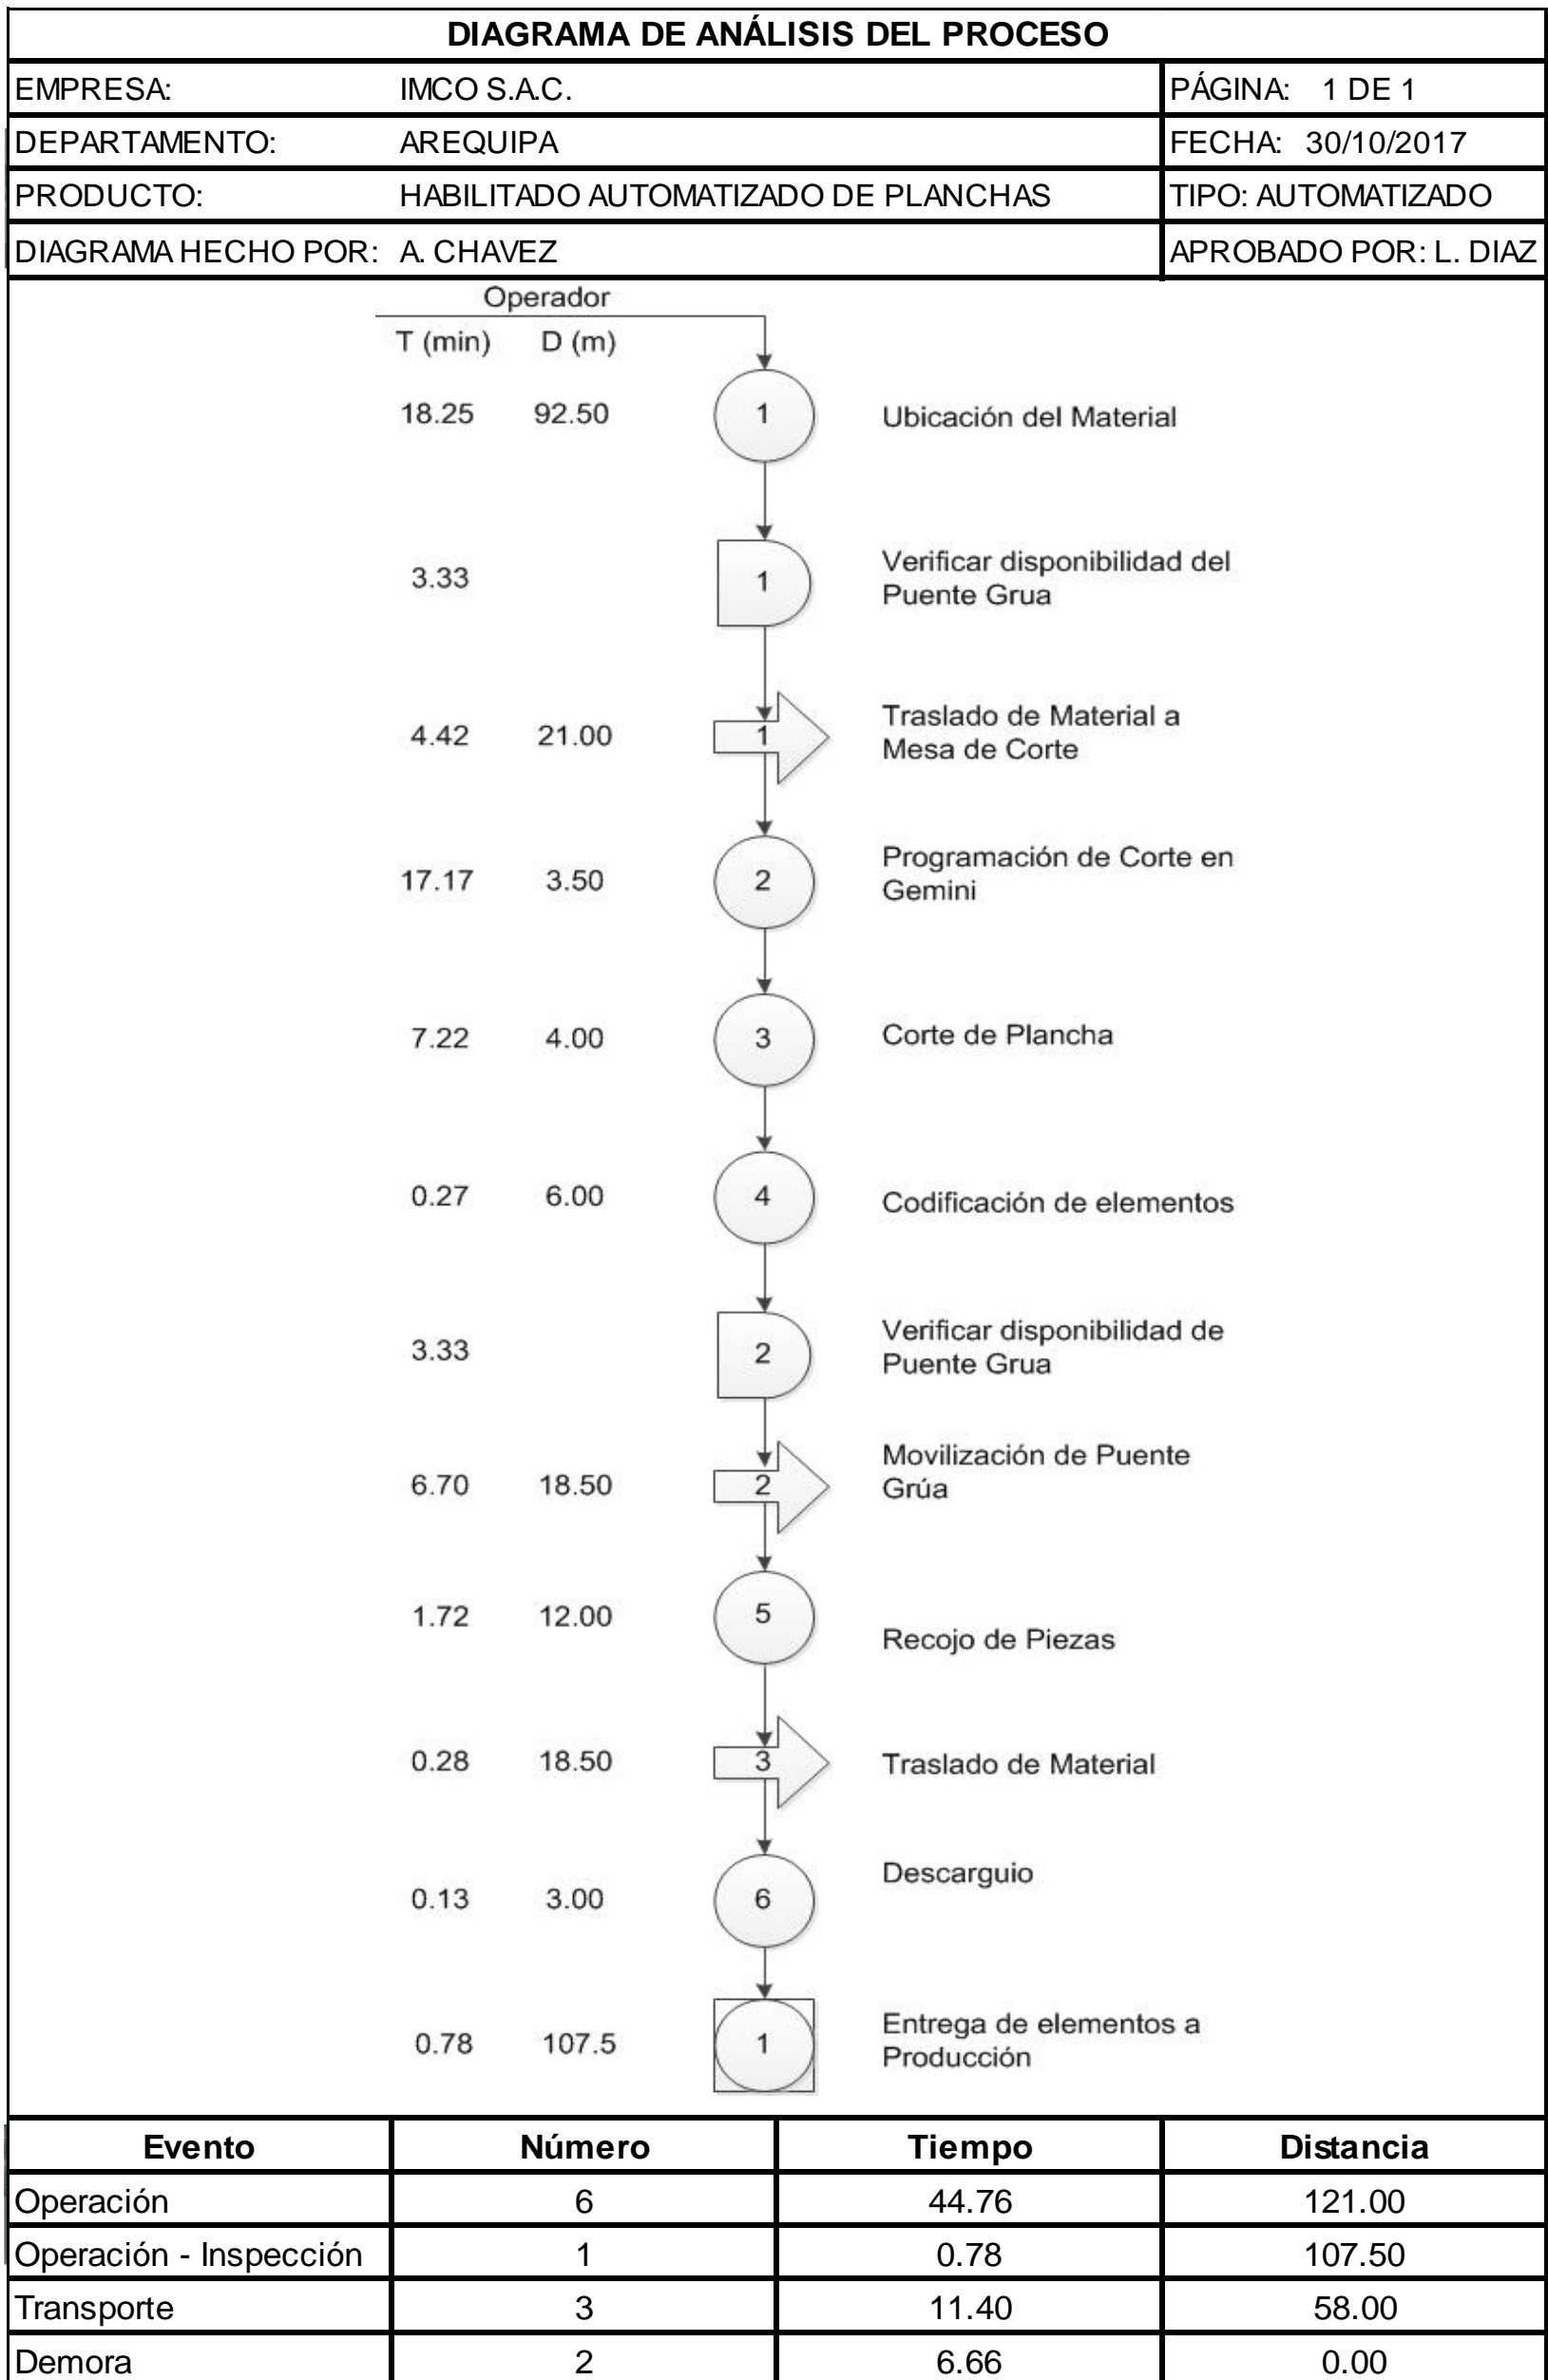 DIAGRAMA DE ANÁLISIS DEL PROCESO
EMPRESA: IMCO S.A.C. PÁGINA: 1 DE 1
DEPARTAMENTO: AREQUIPA FECHA: 30/10/2017
PRODUCTO: HABILITADO AUTOMATIZADO DE PLANCHAS TIPO: AUTOMATIZADO
DIAGRAMA HECHO POR: A. CHAVEZ APROBADO POR: L. DIAZ
Operador
T (min) D (m)
18.25 92.50 1 Ubicación del Material
3.33 1 Verificar disponibilidad del
Puente Grua
4.42 21.00 1 Traslado de Material a
Mesa de Corte
17.17 3.50 2 Programación de Corte en
Gemini
7.22 4.00 3 Corte de Plancha
0.27 6.00 4 Codificación de elementos
3.33 2 Verificar disponibilidad de
Puente Grua
6.70 18.50 2 Movilización de Puente
Grúa
1.72 12.00 5 Recojo de Piezas
0.28 18.50 3 Traslado de Material
0.13 3.00 6 Descarguio
0.78 107.5 1 Entrega de elementos a
Producción
Evento Número Tiempo Distancia
Operación 6 44.76 121.00
Operación - Inspección 1 0.78 107.50
Transporte 3 11.40 58.00
Demora 2 6.66 0.00